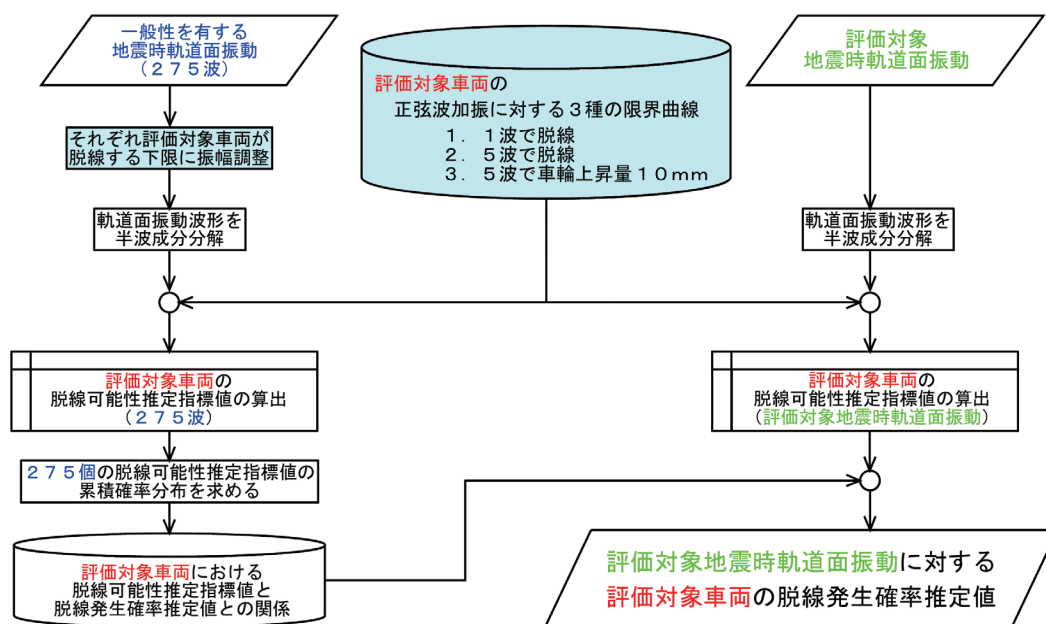 一般性を有する
地震時軌道面振動
(２７５波)
それぞれ評価対象車両が
脱線する下限に振幅調整
軌道面振動波形を
半波成分分解
評価対象車両の
正弦波加振に対する３種の限界曲線
１．１波で脱線
２．５波で脱線
３．５波で車輪上昇量１０ｍｍ
評価対象
地震時軌道面振動
軌道面振動波形を
半波成分分解
評価対象車両の
脱線可能性推定指標値の算出
(２７５波)
２７５個の脱線可能性推定指標値の
累積確率分布を求める
評価対象車両における
脱線可能性推定指標値と
脱線発生確率推定値との関係
評価対象車両の
脱線可能性推定指標値の算出
(評価対象地震時軌道面振動)
評価対象地震時軌道面振動に対する
評価対象車両の脱線発生確率推定値